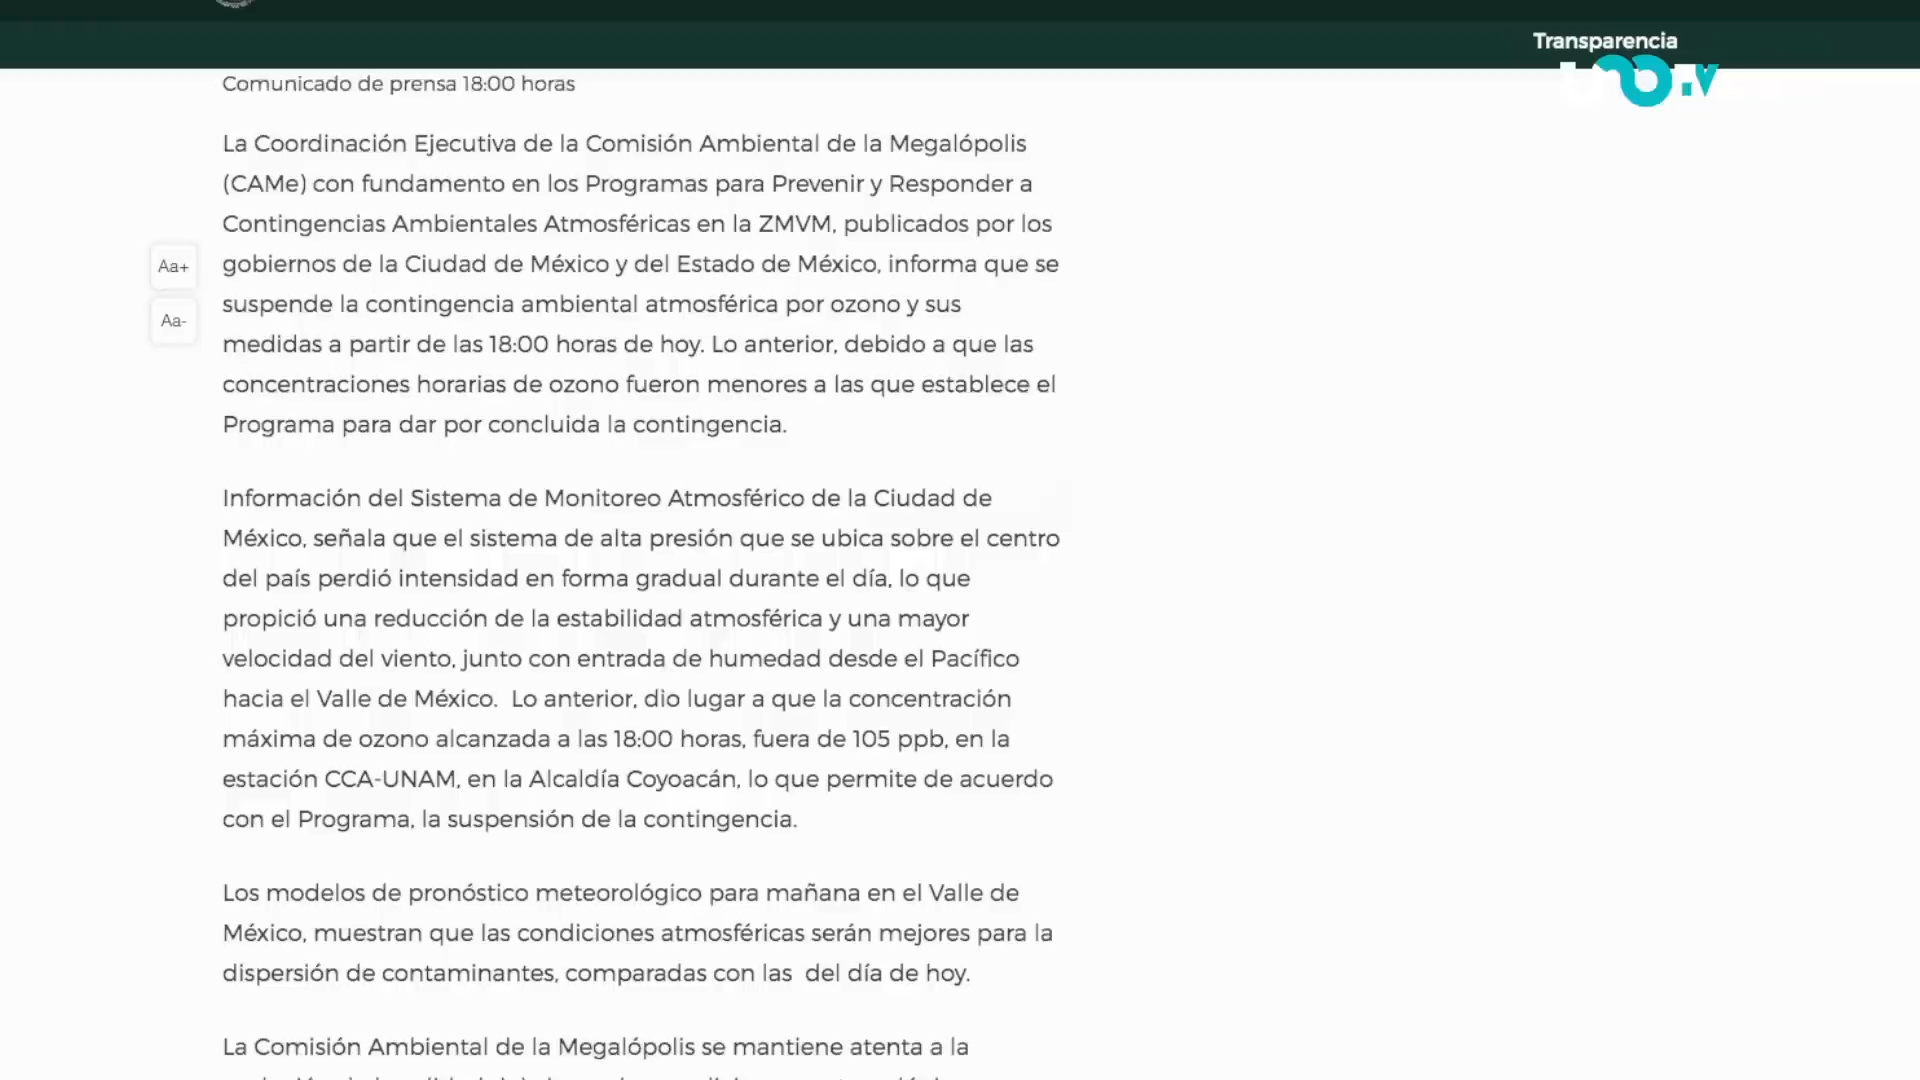 Transparencia
uno.tv
Comunicado de prensa 18:00 horas
La Coordinación Ejecutiva de la Comisión Ambiental de la Megalópolis
(CAMe) con fundamento en los Programas para Prevenir y Responder a
Contingencias Ambientales Atmosféricas en la ZMVM, publicados por los
gobiernos de la Ciudad de México y del Estado de México, informa que se
suspende la contingencia ambiental atmosférica por ozono y sus
medidas a partir de las 18:00 horas de hoy. Lo anterior, debido a que las
concentraciones horarias de ozono fueron menores a las que establece el
Programa para dar por concluida la contingencia.
Aa+
Aa-
Información del Sistema de Monitoreo Atmosférico de la Ciudad de
México, señala que el sistema de alta presión que se ubica sobre el centro
del país perdió intensidad en forma gradual durante el día, lo que
propició una reducción de la estabilidad atmosférica y una mayor
velocidad del viento, junto con entrada de humedad desde el Pacífico
hacia el Valle de México.  Lo anterior, dio lugar a que la concentración
máxima de ozono alcanzada a las 18:00 horas, fuera de 105 ppb, en la
estación CCA-UNAM, en la Alcaldía Coyoacán, lo que permite de acuerdo
con el Programa, la suspensión de la contingencia.
Los modelos de pronóstico meteorológico para mañana en el Valle de
México, muestran que las condiciones atmosféricas serán mejores para la
dispersión de contaminantes, comparadas con las  del día de hoy.
La Comisión Ambiental de la Megalópolis se mantiene atenta a la